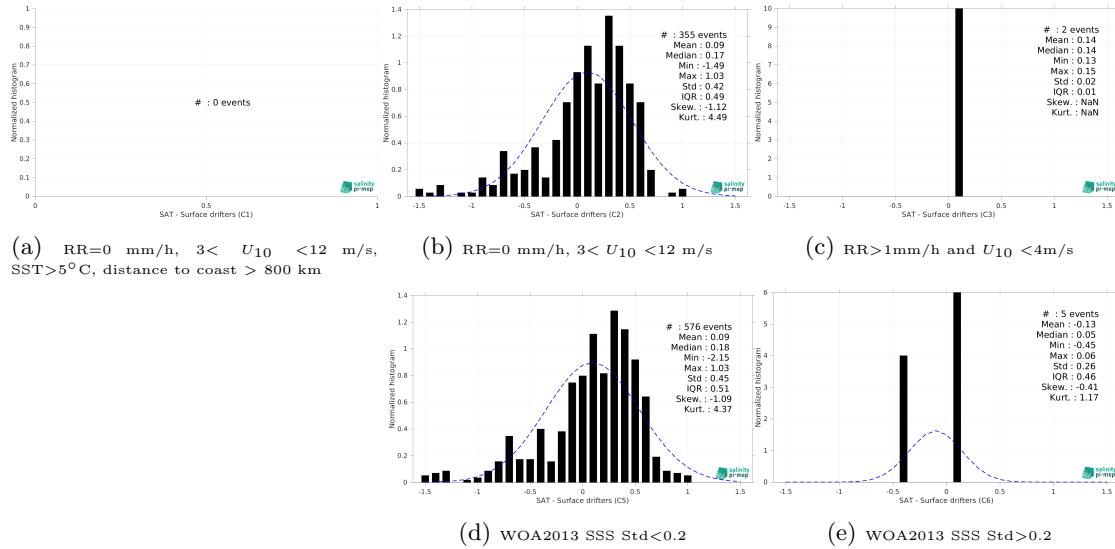 1
0.9
0.8
0.7
0.6
0.5
0.4
0.3
0.2
0.1
0
Normalized histogram
# : 0 events
salinity
pi-mep
0 0.5 1
SAT - Surface drifters (C1)
(a) RR=0 mm/h, 3< U10 <12 m/s,
SST>5°C, distance to coast > 800 km
1.4
1.2
1
0.8
0.6
0.4
0.2
0
Normalized histogram
# : 355 events
Mean : 0.09
Median : 0.17
Min : -1.49
Max : 1.03
Std : 0.42
IQR : 0.49
Skew. : -1.12
Kurt. : 4.49
salinity
pi-mep
-1.5 -1 -0.5 0 0.5 1 1.5
SAT - Surface drifters (C2)
(b) RR=0 mm/h, 3< U10 <12 m/s
10
9
8
7
6
5
4
3
2
1
0
Normalized histogram
# : 2 events
Mean : 0.14
Median : 0.14
Min : 0.13
Max : 0.15
Std : 0.02
IQR : 0.01
Skew. : NaN
Kurt. : NaN
salinity
pi-mep
-1.5 -1 -0.5 0 0.5 1 1.5
SAT - Surface drifters (C3)
(c) RR>1mm/h and U10 <4m/s
1.4
1.2
1
0.8
0.6
0.4
0.2
0
Normalized histogram
# : 576 events
Mean : 0.09
Median : 0.18
Min : -2.15
Max : 1.03
Std : 0.45
IQR : 0.51
Skew. : -1.09
Kurt. : 4.37
salinity
pi-mep
-1.5 -1 -0.5 0 0.5 1 1.5
SAT - Surface drifters (C5)
(d) WOA2013 SSS Std<0.2
6
5
4
3
2
1
0
Normalized histogram
# : 5 events
Mean : -0.13
Median : 0.05
Min : -0.45
Max : 0.06
Std : 0.26
IQR : 0.46
Skew. : -0.41
Kurt. : 1.17
salinity
pi-mep
-1.5 -1 -0.5 0 0.5 1 1.5
SAT - Surface drifters (C6)
(e) WOA2013 SSS Std>0.2